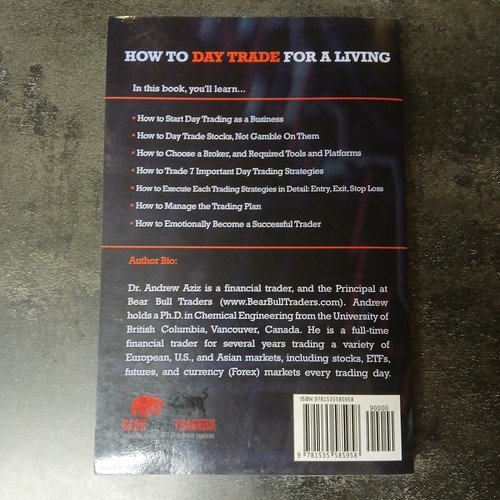 HOW TO DAY TRADE FOR A LIVING
In this book, you'll learn...
• How to Start Day Trading as a Business
• How to Day Trade Stocks, Not Gamble On Them
• How to Choose a Broker, and Required Tools and Platforms
• How to Trade 7 Important Day Trading Strategies
• How to Execute Each Trading Strategies in Detail: Entry, Exit, Stop Loss
• How to Manage the Trading Plan
• How to Emotionally Become a Successful Trader
Author Bio:
Dr. Andrew Aziz is a financial trader, and the Principal at
Bear Bull Traders (www.BearBullTraders.com). Andrew
holds a Ph.D. in Chemical Engineering from the University of
British Columbia, Vancouver, Canada. He is a full-time
financial trader for several years trading a variety of
European, U.S., and Asian markets, including stocks, ETFs,
futures, and currency (Forex) markets every trading day.
BEAR TRADERS
TRADERS
ISBN 9781535585958
90000
9 781535 585958